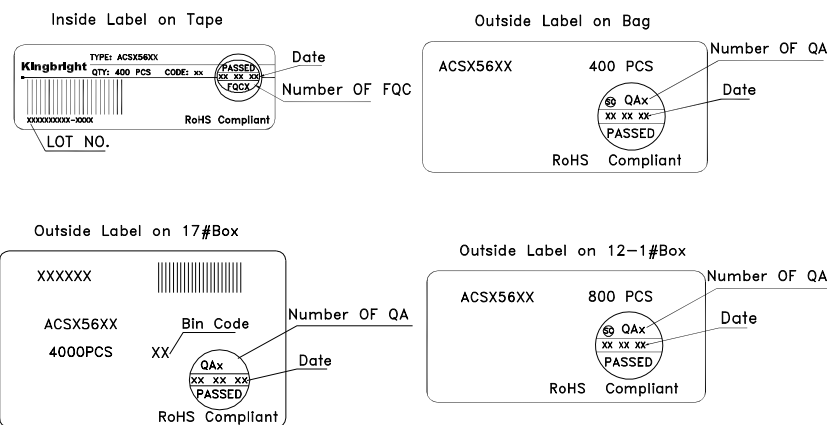 Inside Label on Tape
Kingbright
TYPE: ACSX56XX
QTY: 400 PCS CODE: xx
PASSED
XX XX XX
FQCX
XXXXXXXXXX-XXXX
RoHS Compliant
Date
Number OF FQC
LOT NO.
Outside Label on Bag
ACSX56XX 400 PCS
QAx
XX XX XX
PASSED
RoHS Compliant
Number OF QA
Date
Outside Label on 17#Box
XXXXXX
ACSX56XX
4000PCS XX
Bin Code
QAx
XX XX XX
PASSED
RoHS Compliant
Number OF QA
Date
Outside Label on 12-1#Box
ACSX56XX 800 PCS
QAx
XX XX XX
PASSED
RoHS Compliant
Number OF QA
Date